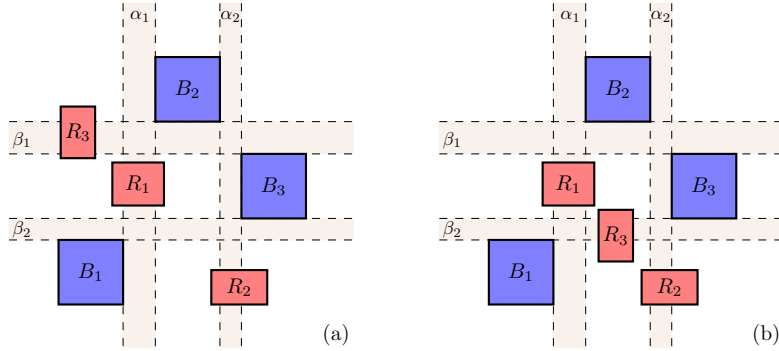 α₁ α₂
B₂
β₁ R₃
R₁ B₃
β₂
B₁ R₂
(a)
α₁ α₂
B₂
β₁
R₁ B₃
β₂ R₃
B₁ R₂
(b)